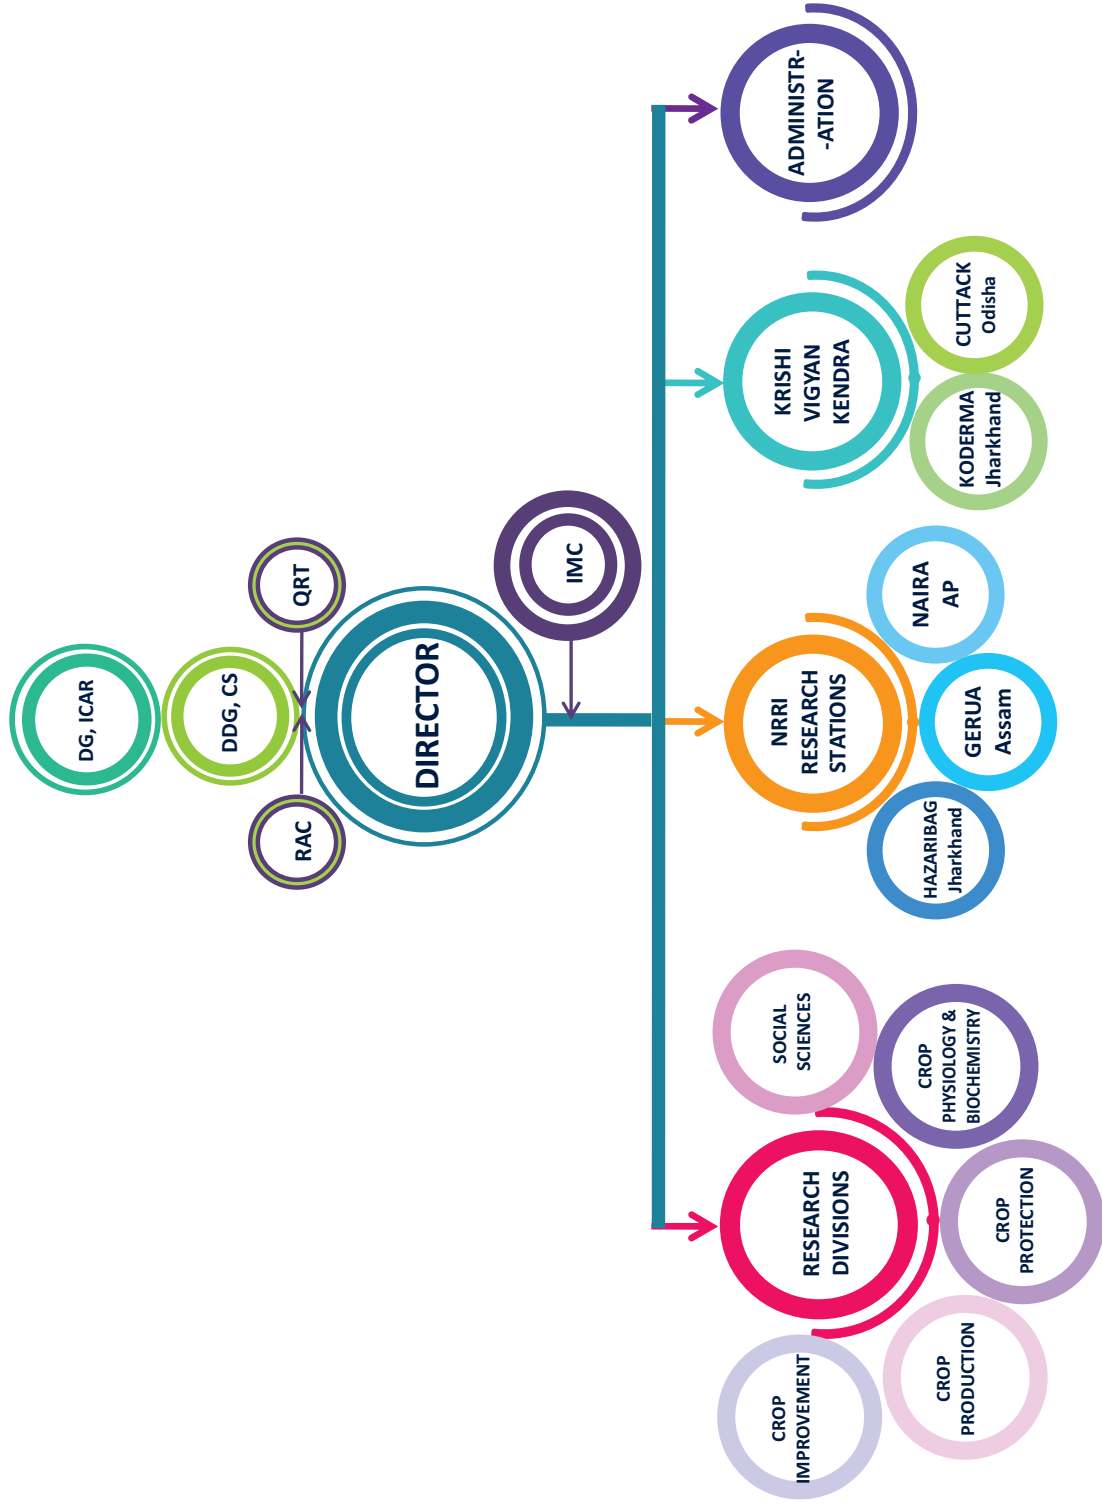 DG, ICAR
DDG, CS
RAC
QRT
DIRECTOR
IMC
RESEARCH
DIVISIONS
NRRI
RESEARCH
STATIONS
KRISHI
VIGYAN
KENDRA
ADMINISTR-
-ATION
CROP
IMPROVEMENT
CROP
PRODUCTION
CROP
PROTECTION
CROP
PHYSIOLOGY &
BIOCHEMISTRY
SOCIAL
SCIENCES
HAZARIBAG
Jharkhand
GERUA
Assam
NAIRA
AP
KODERMA
Jharkhand
CUTTACK
Odisha